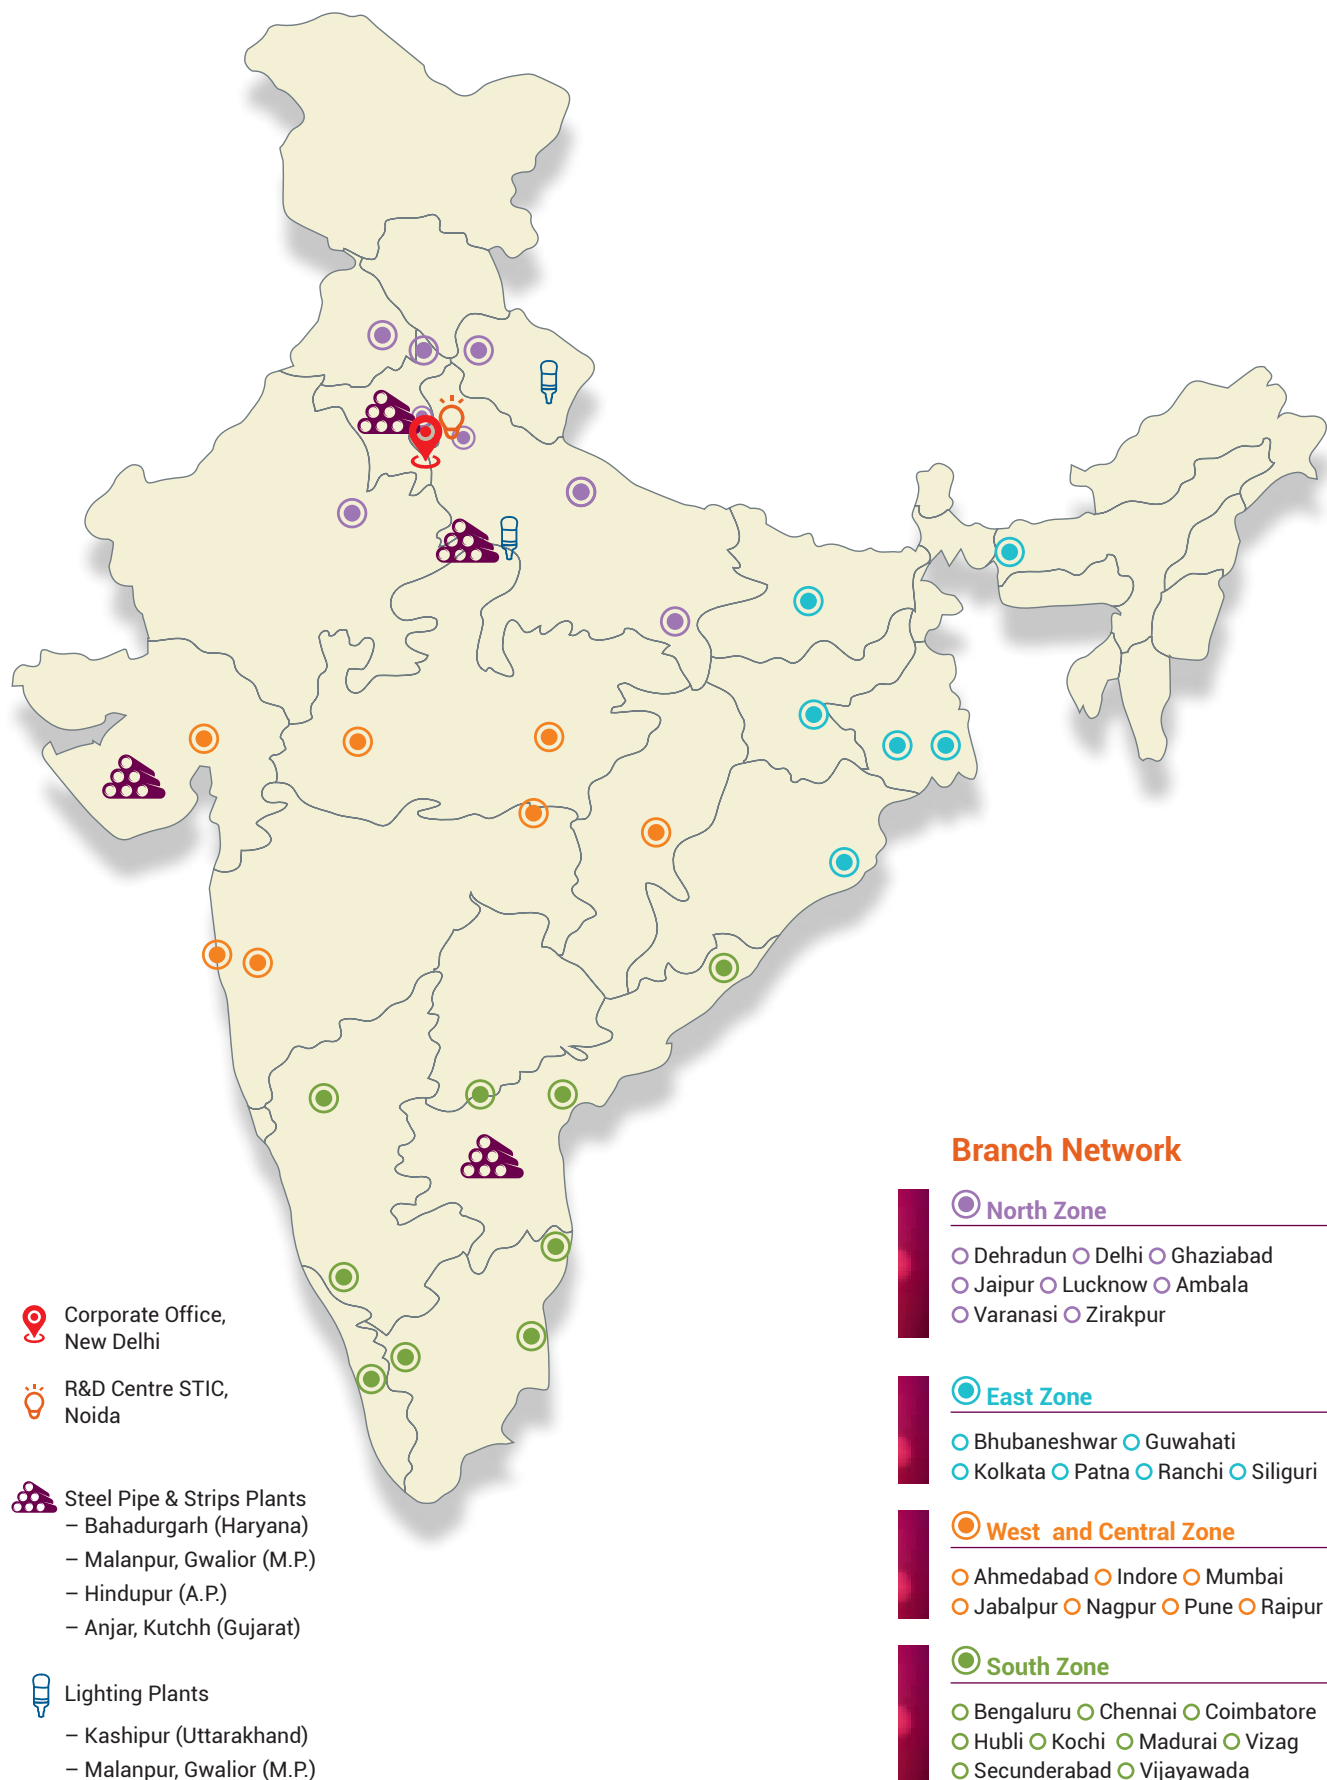 Corporate Office,
New Delhi
R&D Centre STIC,
Noida
Steel Pipe & Strips Plants
– Bahadurgarh (Haryana)
– Malanpur, Gwalior (M.P.)
– Hindupur (A.P.)
– Anjar, Kutchh (Gujarat)
Lighting Plants
– Kashipur (Uttarakhand)
– Malanpur, Gwalior (M.P.)
Branch Network
North Zone
Dehradun Delhi Ghaziabad
Jaipur Lucknow Ambala
Varanasi Zirakpur
East Zone
Bhubaneshwar Guwahati
Kolkata Patna Ranchi Siliguri
West and Central Zone
Ahmedabad Indore Mumbai
Jabalpur Nagpur Pune Raipur
South Zone
Bengaluru Chennai Coimbatore
Hubli Kochi Madurai Vizag
Secunderabad Vijayawada